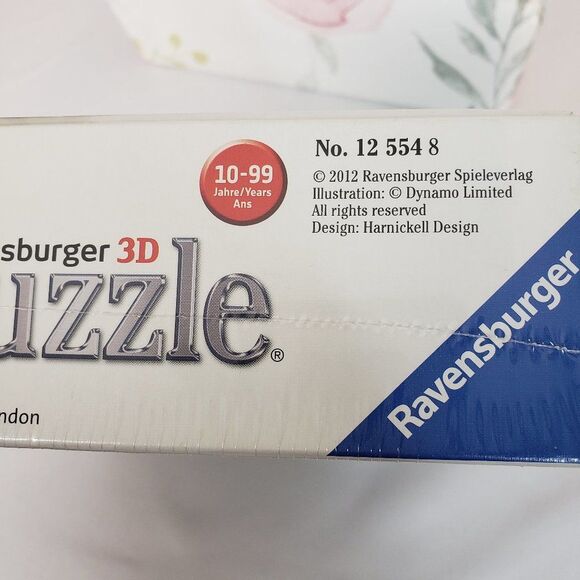 10-99
Jahre/Years
Ans
No. 12 554 8
© 2012 Ravensburger Spieleverlag
Illustration: © Dynamo Limited
All rights reserved
Design: Harnickell Design
sburger 3D
uzzle®
ndon
Ravensburger